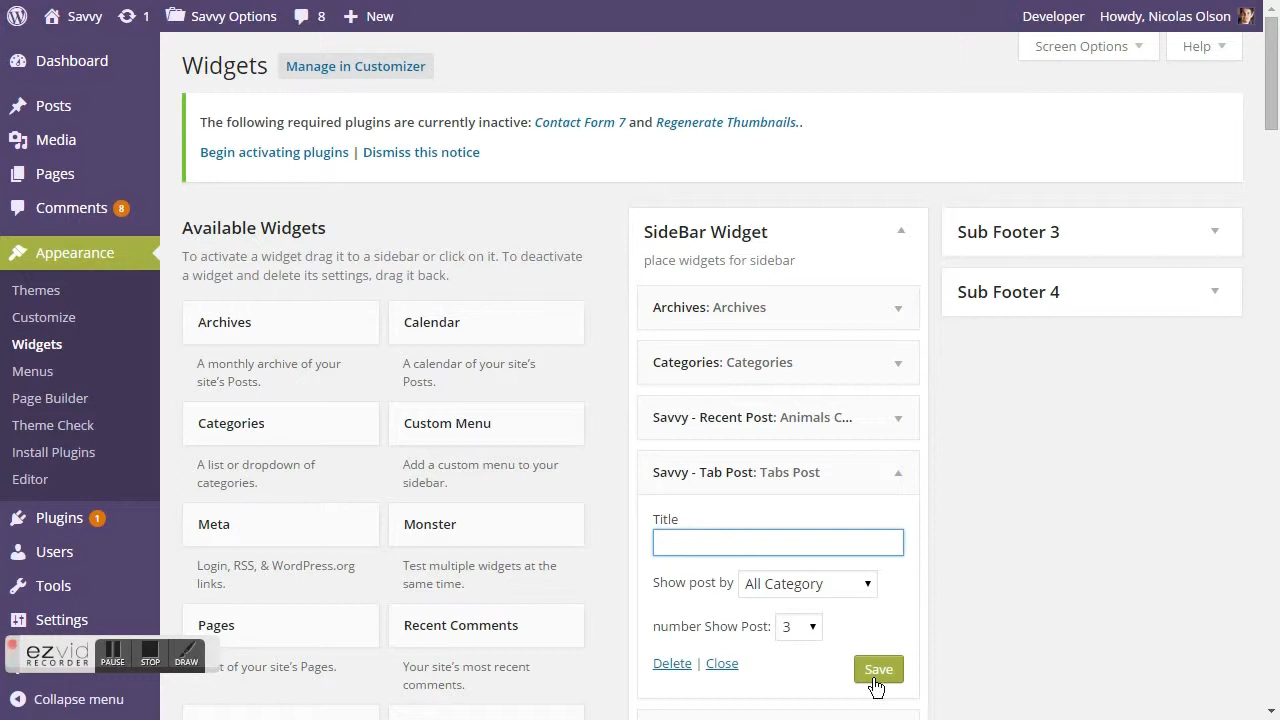 Savvy 1 Savvy Options 8 New Developer Howdy, Nicolas Olson
Dashboard
Posts
Media
Pages
Comments 8
Appearance
Themes
Customize
Widgets
Menus
Page Builder
Theme Check
Install Plugins
Editor
Plugins 1
Users
Tools
Settings
Collapse menu
ezvid
RECORDER
PAUSE STOP DRAW
Screen Options Help
Widgets Manage in Customizer
The following required plugins are currently inactive: Contact Form 7 and Regenerate Thumbnails..
Begin activating plugins | Dismiss this notice
Available Widgets
To activate a widget drag it to a sidebar or click on it. To deactivate
a widget and delete its settings, drag it back.
Archives
A monthly archive of your
site's Posts.
Calendar
A calendar of your site's
Posts.
Categories
A list or dropdown of
categories.
Custom Menu
Add a custom menu to your
sidebar.
Meta
Login, RSS, & WordPress.org
links.
Monster
Test multiple widgets at the
same time.
Pages
of your site's Pages.
Recent Comments
Your site's most recent
comments.
SideBar Widget
place widgets for sidebar
Archives: Archives
Categories: Categories
Savvy - Recent Post: Animals C...
Savvy - Tab Post: Tabs Post
Title
Show post by All Category
number Show Post: 3
Delete | Close Save
Sub Footer 3
Sub Footer 4